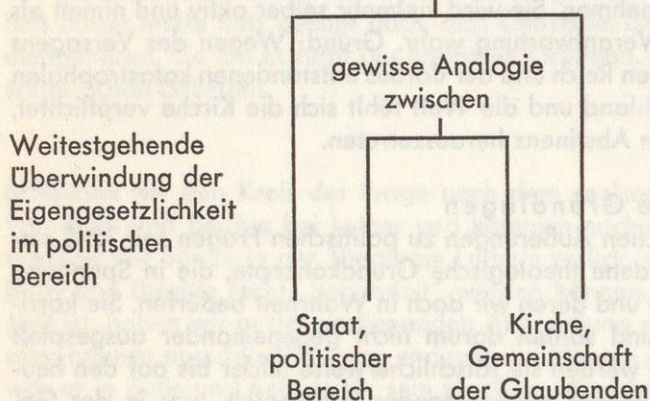 gewisse Analogie
zwischen
Weitestgehende
Überwindung der
Eigengesetzlichkeit
im politischen
Bereich
Staat,
politischer
Bereich
Kirche,
Gemeinschaft
der Glaubenden